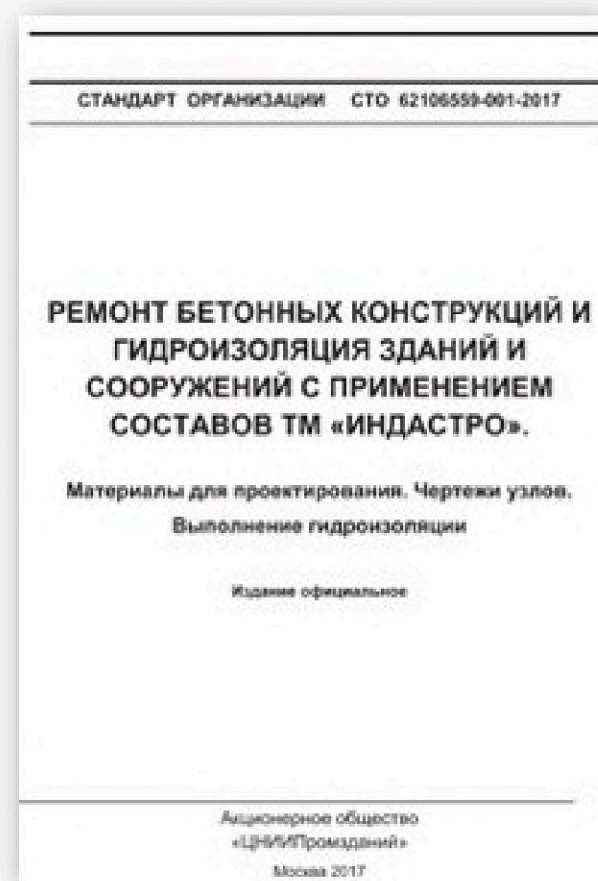 СТАНДАРТ ОРГАНИЗАЦИИ СТО 62106559-001-2017
РЕМОНТ БЕТОННЫХ КОНСТРУКЦИЙ И
ГИДРОИЗОЛЯЦИЯ ЗДАНИЙ И
СООРУЖЕНИЙ С ПРИМЕНЕНИЕМ
СОСТАВОВ ТМ «ИНДАСТРО».
Материалы для проектирования. Чертежи узлов.
Выполнение гидроизоляции
Издание официальное
Акционерное общество
«ЦНИИПромзданий»
Москва 2017